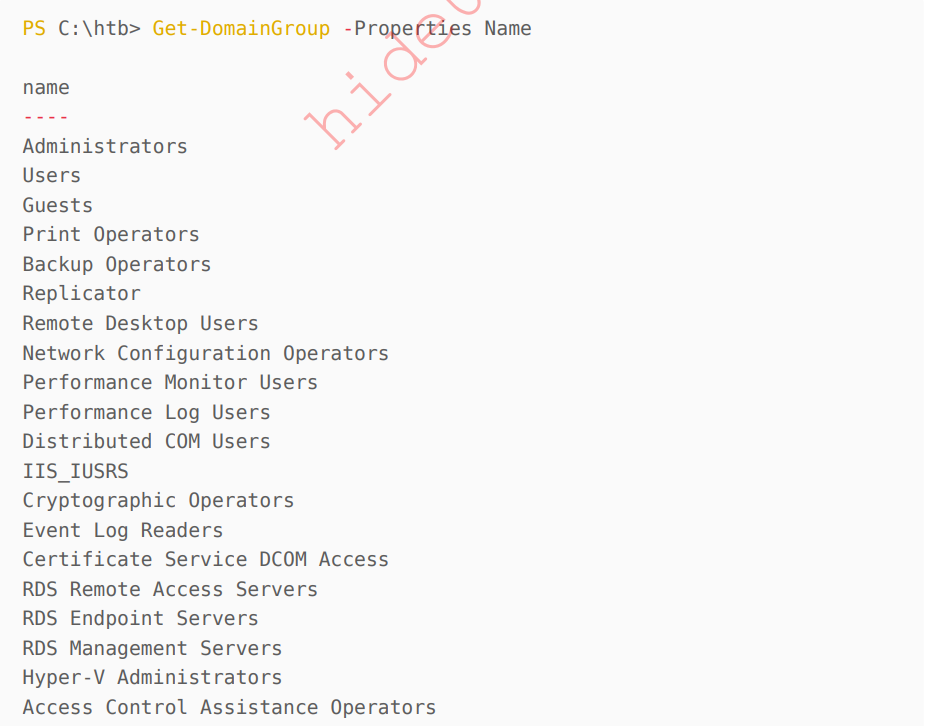 PS C:\htb> Get-DomainGroup -Properties Name
name
----
Administrators
Users
Guests
Print Operators
Backup Operators
Replicator
Remote Desktop Users
Network Configuration Operators
Performance Monitor Users
Performance Log Users
Distributed COM Users
IIS_IUSRS
Cryptographic Operators
Event Log Readers
Certificate Service DCOM Access
RDS Remote Access Servers
RDS Endpoint Servers
RDS Management Servers
Hyper-V Administrators
Access Control Assistance Operators